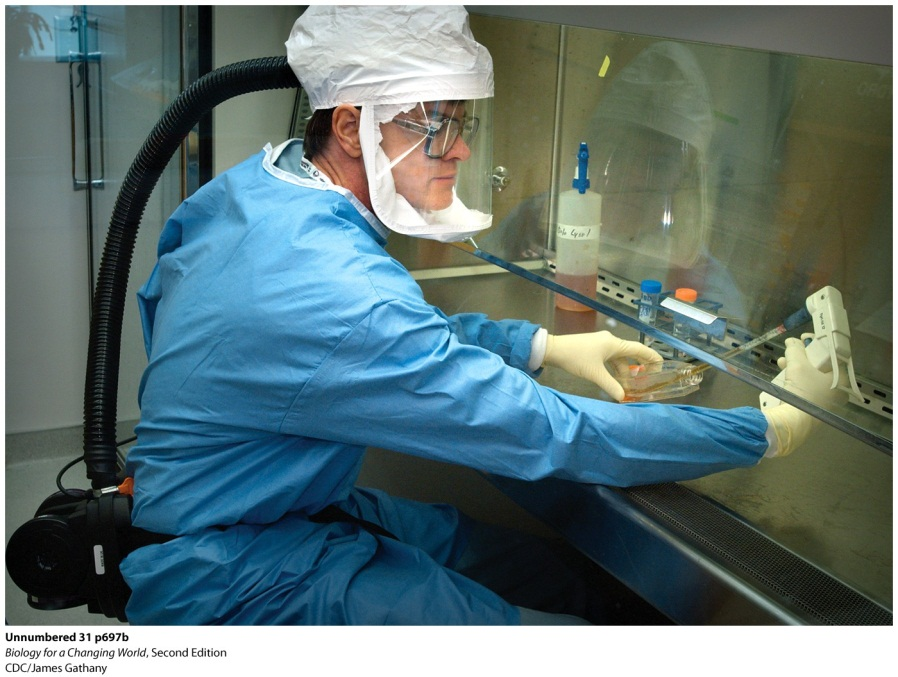 Unnumbered 31 p697b
Biology for a Changing World, Second Edition
CDC/James Gathany